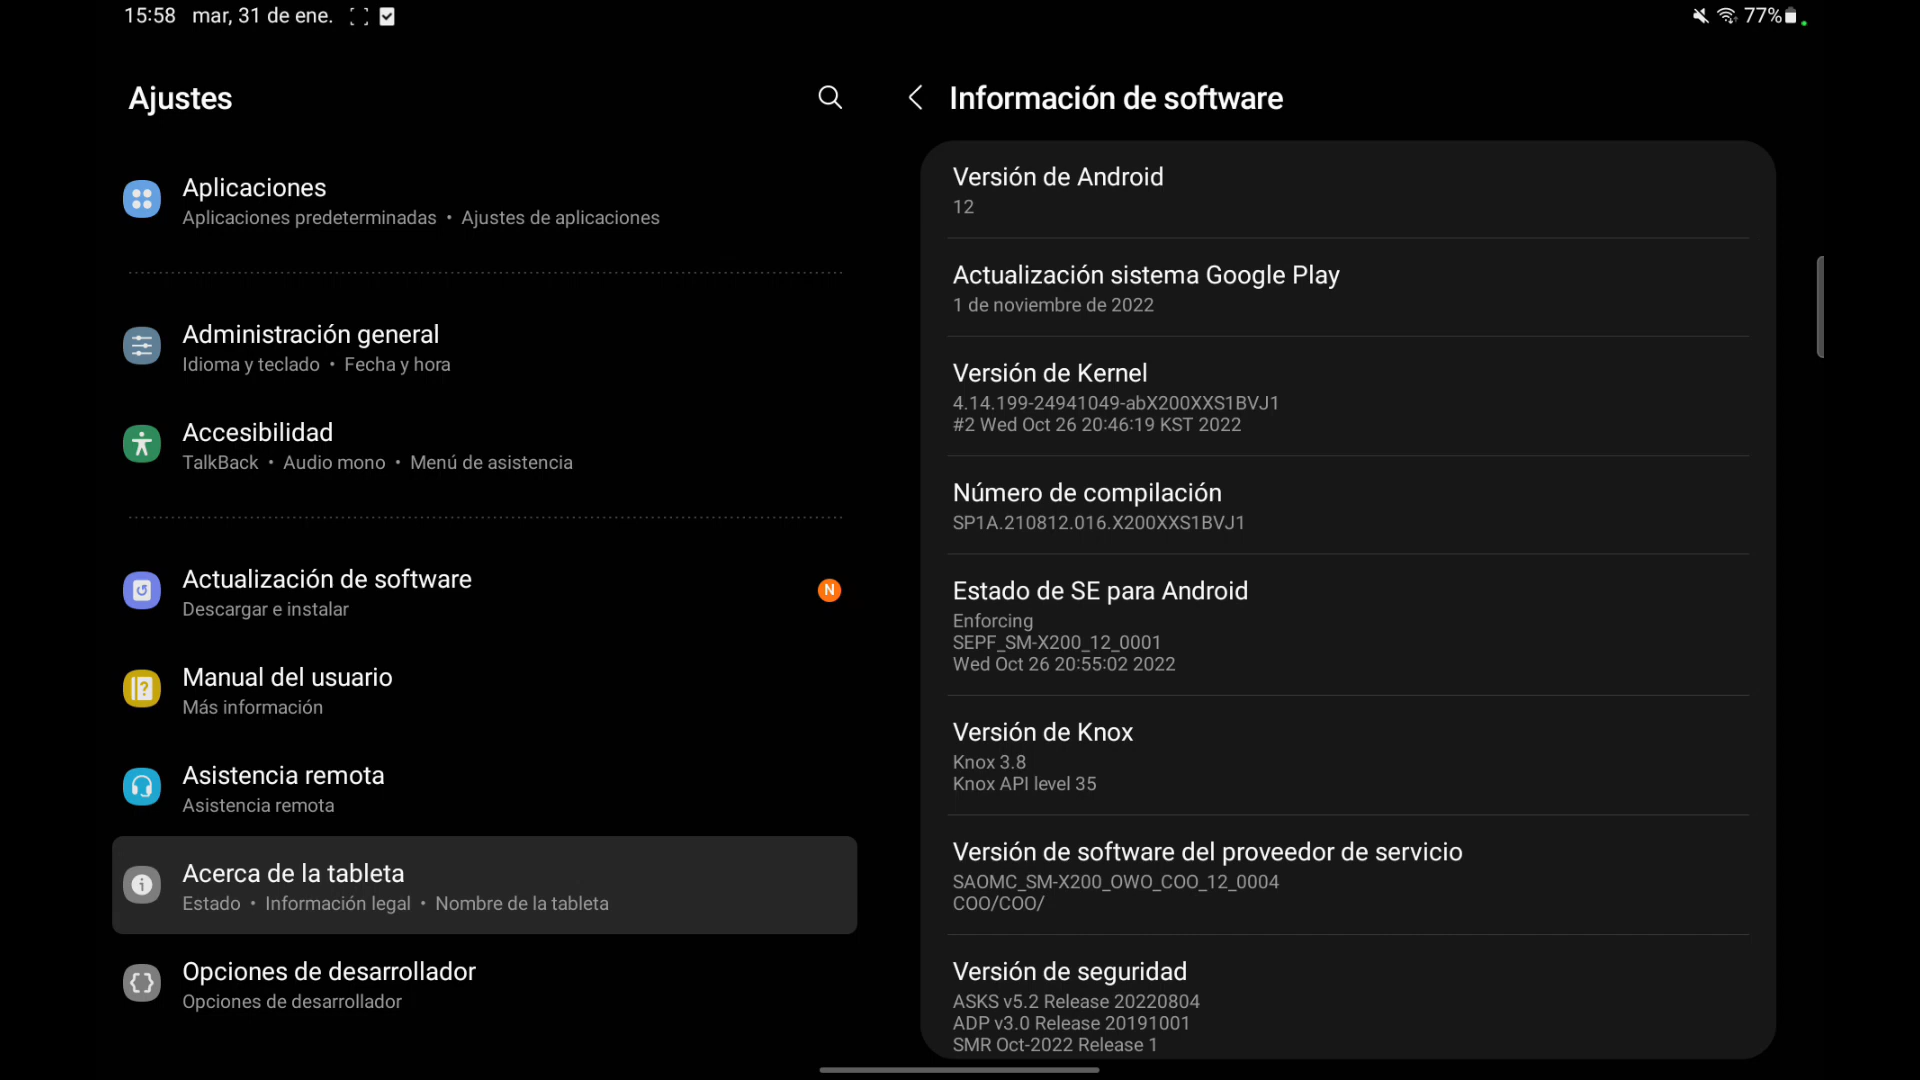 15:58 mar, 31 de ene.
77%
Ajustes
Aplicaciones
Aplicaciones predeterminadas • Ajustes de aplicaciones
Administración general
Idioma y teclado • Fecha y hora
Accesibilidad
TalkBack • Audio mono • Menú de asistencia
Actualización de software
Descargar e instalar
N
Manual del usuario
Más información
Asistencia remota
Asistencia remota
Acerca de la tableta
Estado • Información legal • Nombre de la tableta
Opciones de desarrollador
Opciones de desarrollador
Información de software
Versión de Android
12
Actualización sistema Google Play
1 de noviembre de 2022
Versión de Kernel
4.14.199-24941049-abX200XXS1BVJ1
#2 Wed Oct 26 20:46:19 KST 2022
Número de compilación
SP1A.210812.016.X200XXS1BVJ1
Estado de SE para Android
Enforcing
SEPF_SM-X200_12_0001
Wed Oct 26 20:55:02 2022
Versión de Knox
Knox 3.8
Knox API level 35
Versión de software del proveedor de servicio
SAOMC_SM-X200_OWO_COO_12_0004
COO/COO/
Versión de seguridad
ASKS v5.2 Release 20220804
ADP v3.0 Release 20191001
SMR Oct-2022 Release 1